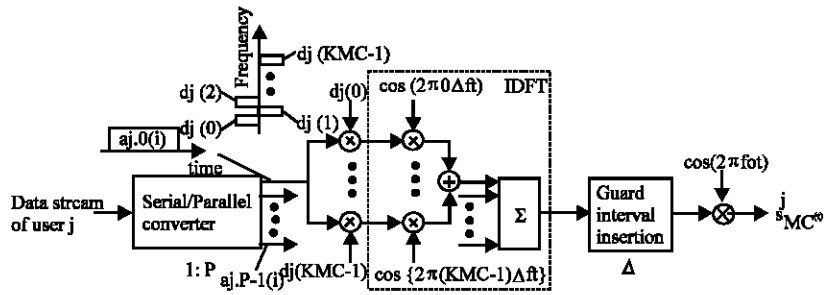 Frequency
dj (KMC-1)
dj (2)
dj (0)
dj (1)
aj.0(i)
time
dj(0)
cos (2π0Δft)
IDFT
Data stream
of user j
Serial/Parallel
converter
1: P
aj.P-1(i)
dj(KMC-1)
cos {2π(KMC-1)Δft}
Σ
Guard
interval
insertion
Δ
cos(2πfot)
j
sMC